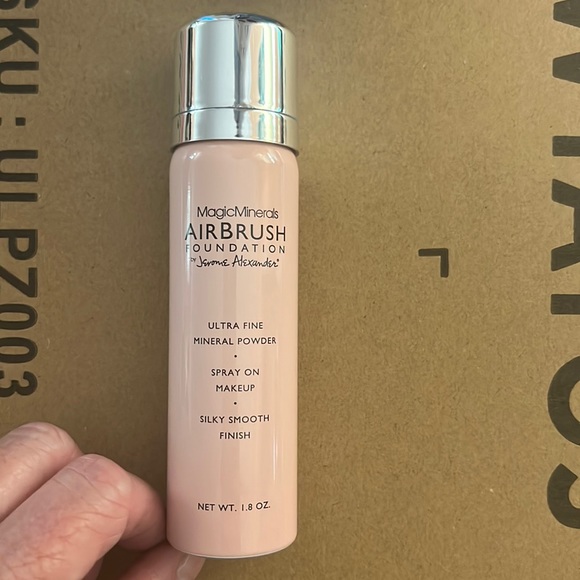 MagicMinerals
AIRBRUSH
FOUNDATION
BY Jerome Alexander®
ULTRA FINE
MINERAL POWDER
•
SPRAY ON
MAKEUP
•
SILKY SMOOTH
FINISH
NET WT. 1.8 OZ.
SKU: ULPZ003